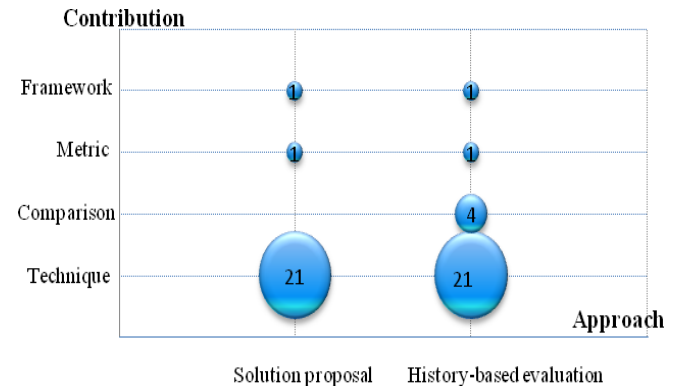 Contribution
Framework 1 1
Metric 1 1
Comparison 4
Technique 21 21
Approach
Solution proposal History-based evaluation